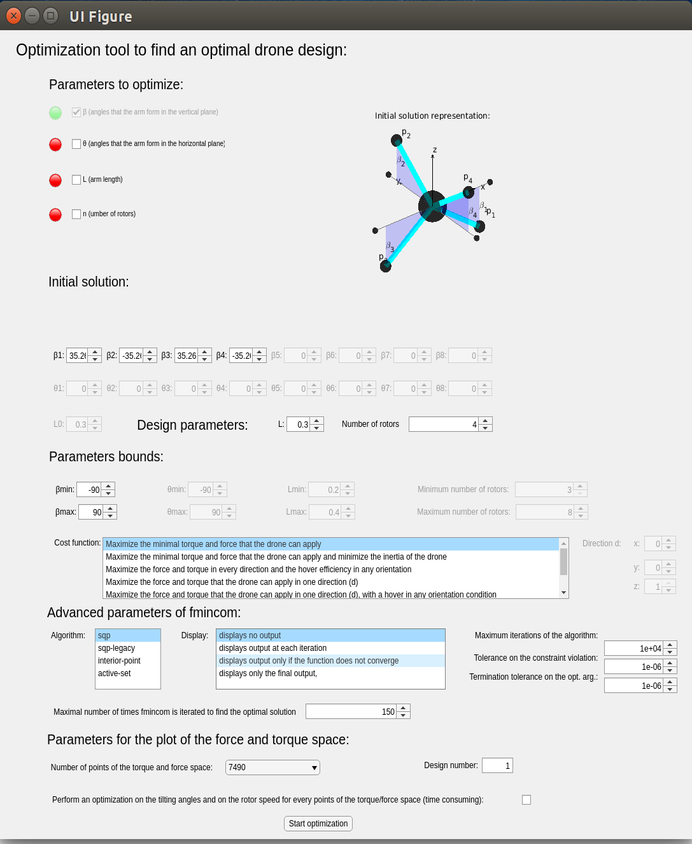 UI Figure
Optimization tool to find an optimal drone design:
Parameters to optimize:
β (angles that the arm form in the vertical plane)
θ (angles that the arm form in the horizontal plane)
L (arm length)
n (umber of rotors)
Initial solution representation:
p2
z
β2
y
p4
x
β4
p1
β3
p
Initial solution:
β1: 35.26 β2: -35.26 β3: 35.26 β4: -35.26 β5: 0 β6: 0 β7: 0 β8: 0
θ1: 0 θ2: 0 θ3: 0 θ4: 0 θ5: 0 θ6: 0 θ7: 0 θ8: 0
L0: 0.3 Design parameters: L: 0.3 Number of rotors 4
Parameters bounds:
βmin: -90 θmin: -90 Lmin: 0.2 Minimum number of rotors: 3
βmax: 90 θmax: 90 Lmax: 0.4 Maximum number of rotors: 8
Cost function: Maximize the minimal torque and force that the drone can apply
Maximize the minimal torque and force that the drone can apply and minimize the inertia of the drone
Maximize the force and torque in every direction and the hover efficiency in any orientation
Maximize the force and torque that the drone can apply in one direction (d)
Maximize the force and torque that the drone can apply in one direction (d), with a hover in any orientation condition
Direction d: x: 0
y: 0
z: 1
Advanced parameters of fmincom:
Algorithm: sqp
sqp-legacy
interior-point
active-set
Display: displays no output
displays output at each iteration
displays output only if the function does not converge
displays only the final output,
Maximum iterations of the algorithm: 1e+04
Tolerance on the constraint violation: 1e-06
Termination tolerance on the opt. arg.: 1e-06
Maximal number of times fmincom is iterated to find the optimal solution 150
Parameters for the plot of the force and torque space:
Number of points of the torque and force space: 7490 Design number: 1
Perform an optimization on the tilting angles and on the rotor speed for every points of the torque/force space (time consuming):
Start optimization